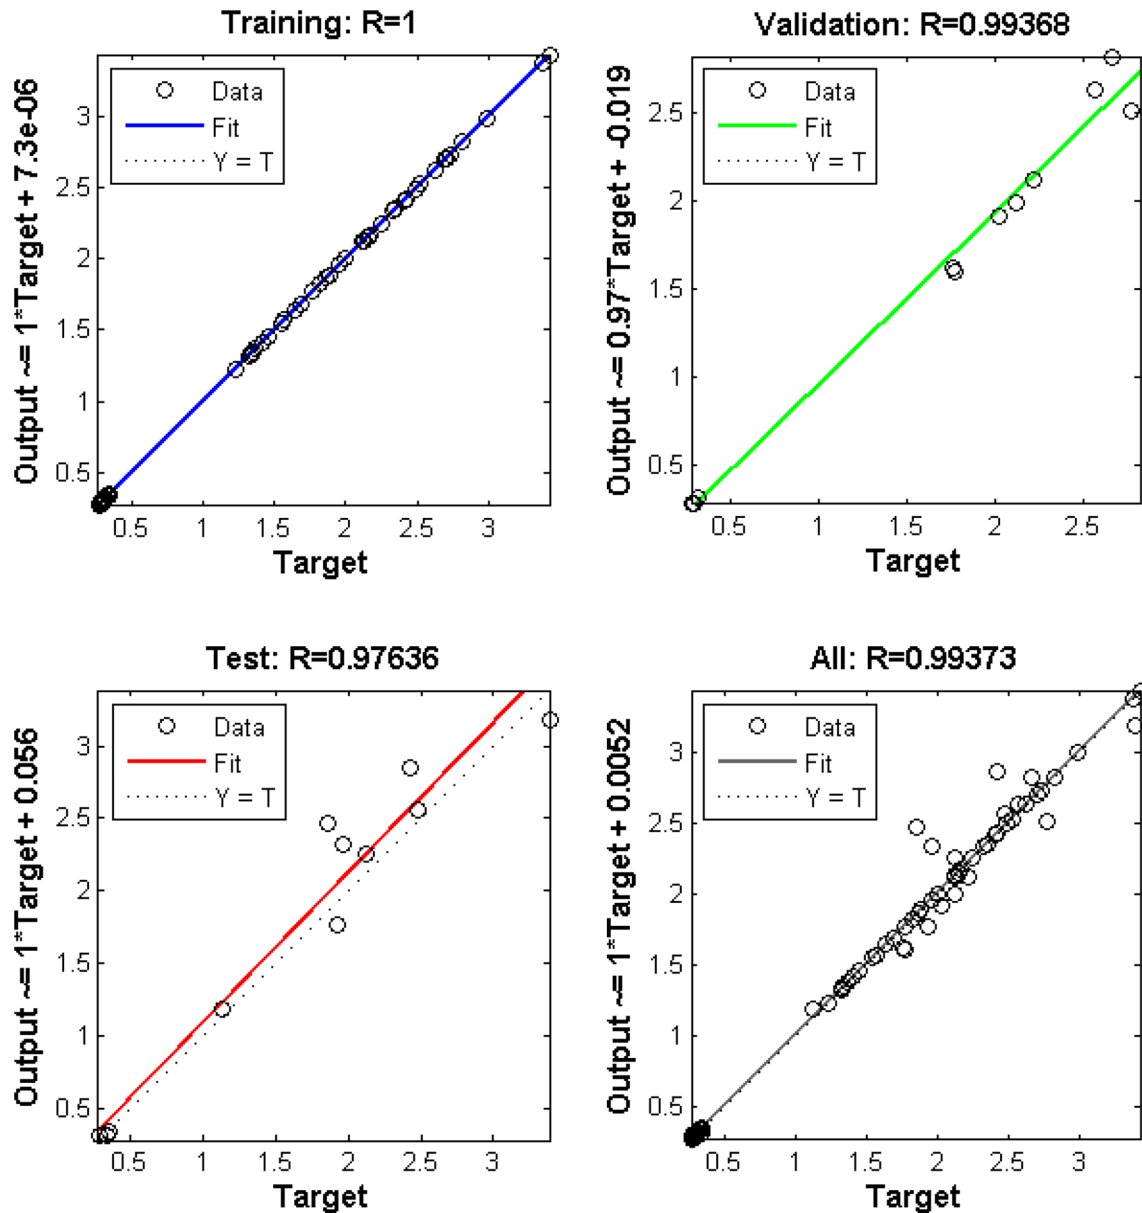 Training: R=1
Output ~= 1*Target + 7.3e-06
Data
Fit
Y = T
3
2.5
2
1.5
1
0.5
0.5 1 1.5 2 2.5 3
Target
Validation: R=0.99368
Output ~= 0.97*Target + -0.019
Data
Fit
Y = T
2.5
2
1.5
1
0.5
0.5 1 1.5 2 2.5
Target
Test: R=0.97636
Output ~= 1*Target + 0.056
Data
Fit
Y = T
3
2.5
2
1.5
1
0.5
0.5 1 1.5 2 2.5 3
Target
All: R=0.99373
Output ~= 1*Target + 0.0052
Data
Fit
Y = T
3
2.5
2
1.5
1
0.5
0.5 1 1.5 2 2.5 3
Target